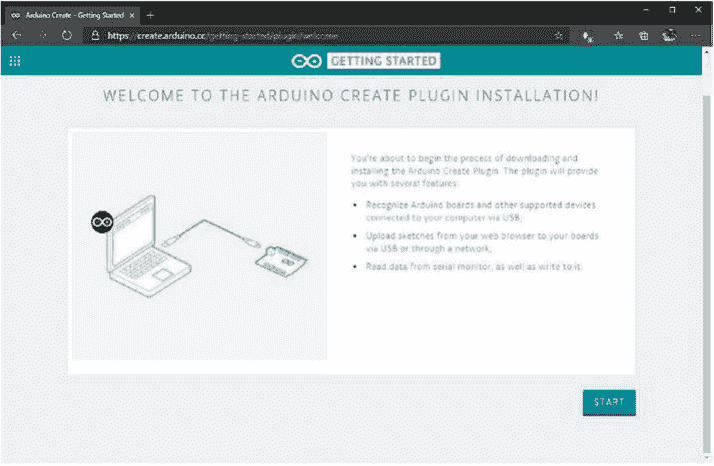 Arduino Create - Getting Started
https://create.arduino.cc/getting-started/plugin/welcome
GETTING STARTED
WELCOME TO THE ARDUINO CREATE PLUGIN INSTALLATION!
You're about to begin the process of downloading and
installing the Arduino Create Plugin. The plugin will provide
you with several features:
• Recognize Arduino boards and other supported devices
connected to your computer via USB;
• Upload sketches from your web browser to your boards
via USB or through a network;
• Read data from serial monitor, as well as write to it.
START